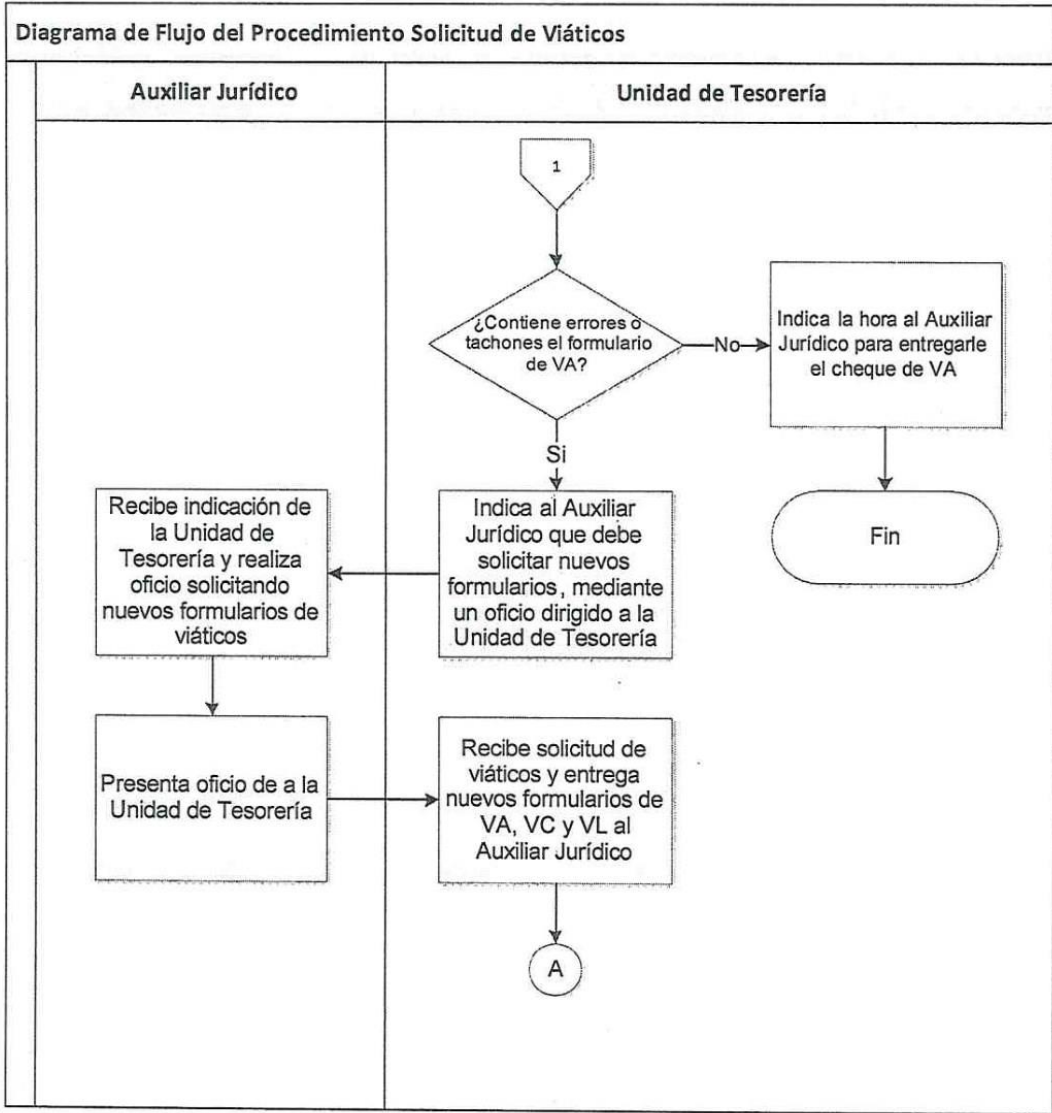 Diagrama de Flujo del Procedimiento Solicitud de Viáticos
Auxiliar Jurídico
Unidad de Tesorería
1
¿Contiene errores o
tachones el formulario
de VA?
No
Indica la hora al Auxiliar
Jurídico para entregarle
el cheque de VA
Si
Fin
Indica al Auxiliar
Jurídico que debe
solicitar nuevos
formularios, mediante
un oficio dirigido a la
Unidad de Tesorería
Recibe indicación de
la Unidad de
Tesorería y realiza
oficio solicitando
nuevos formularios de
viáticos
Presenta oficio de a la
Unidad de Tesorería
Recibe solicitud de
viáticos y entrega
nuevos formularios de
VA, VC y VL al
Auxiliar Jurídico
A